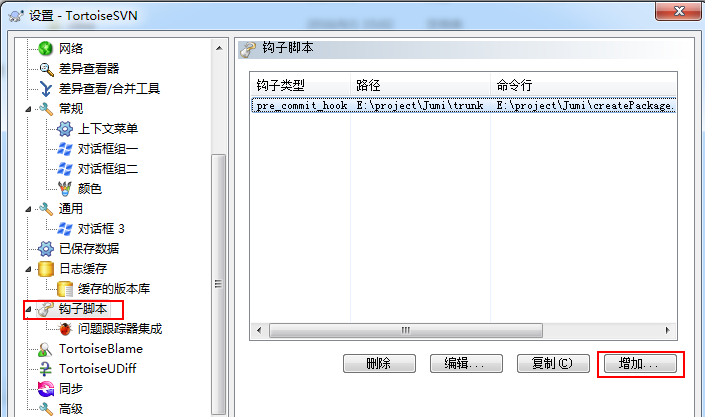 设置 - TortoiseSVN
网络
差异查看器
差异查看/合并工具
常规
上下文菜单
对话框组一
对话框组二
颜色
通用
对话框 3
已保存数据
日志缓存
缓存的版本库
钩子脚本
问题跟踪器集成
TortoiseBlame
TortoiseUDiff
同步
高级
钩子脚本
钩子类型 路径 命令行
pre_commit_hook E:\project\Jumi\trunk E:\project\Jumi\createPackage.
删除 编辑... 复制(C) 增加...